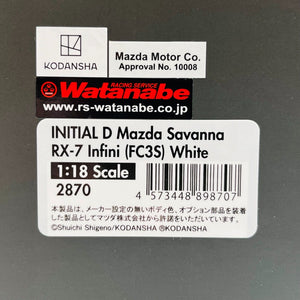 KODANSHA
Mazda Motor Co.
Approval No. 10008
RACING SERVICE
Watanabe
www.rs-watanabe.co.jp
INITIAL D Mazda Savanna
RX-7 Infini (FC3S) White
1:18 Scale
2870
4 573448 898707
本製品は、メーカー設定の無いボディ色、オプション部品を装着
した製品としてマツダ株式会社から許諾をいただいています。
©Shuichi Shigeno/KODANSHA ⓇKODANSHA